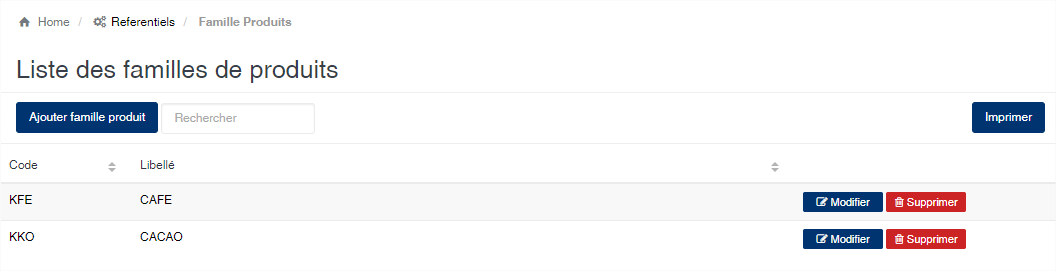 Home / Referentiels / Famille Produits
Liste des familles de produits
Ajouter famille produit Rechercher Imprimer
Code Libellé
KFE CAFE Modifier Supprimer
KKO CACAO Modifier Supprimer